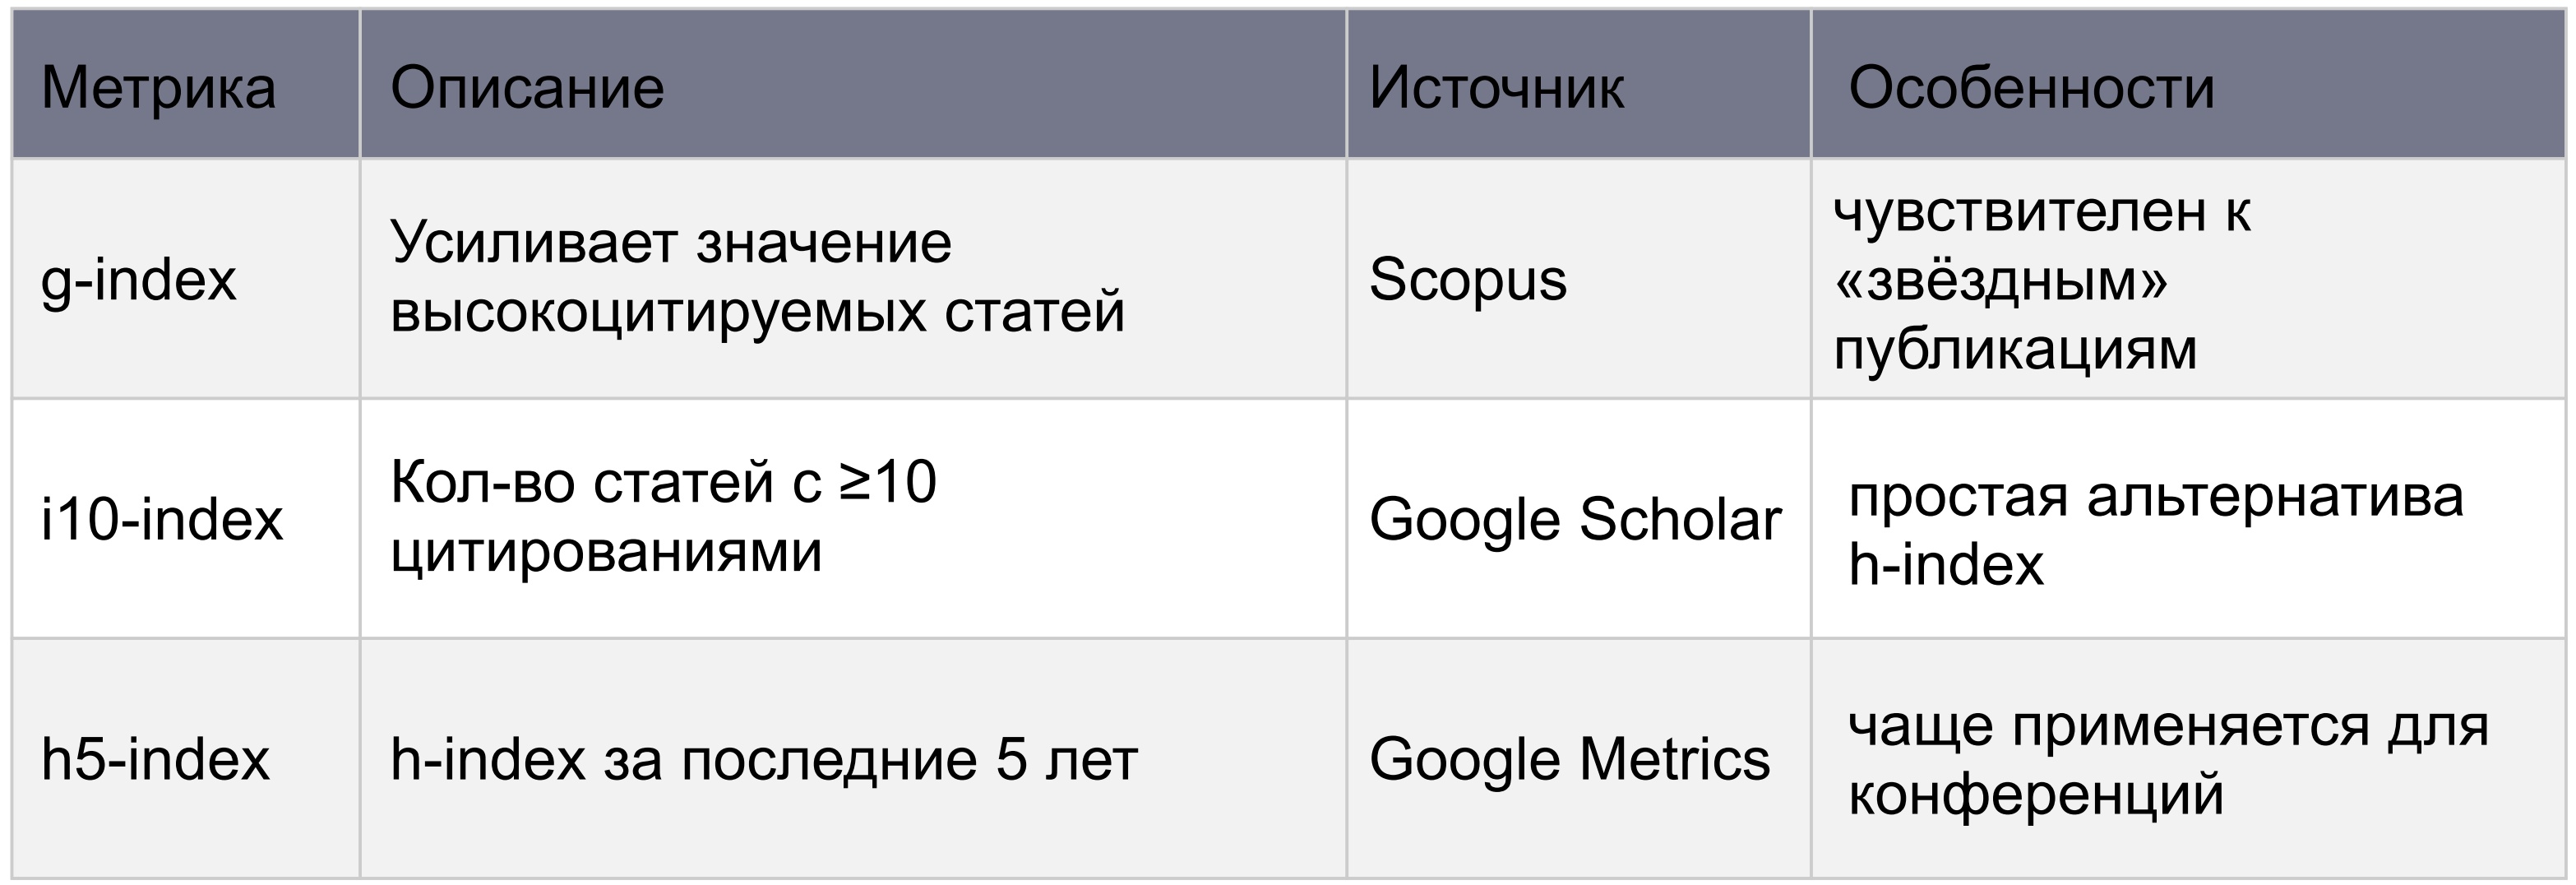 Метрика
Описание
Источник
Особенности
g-index
Усиливает значение
высокоцитируемых статей
Scopus
чувствителен к
«звёздным»
публикациям
i10-index
Кол-во статей с ≥10
цитированиями
Google Scholar
простая альтернатива
h-index
h5-index
h-index за последние 5 лет
Google Metrics
чаще применяется для
конференций